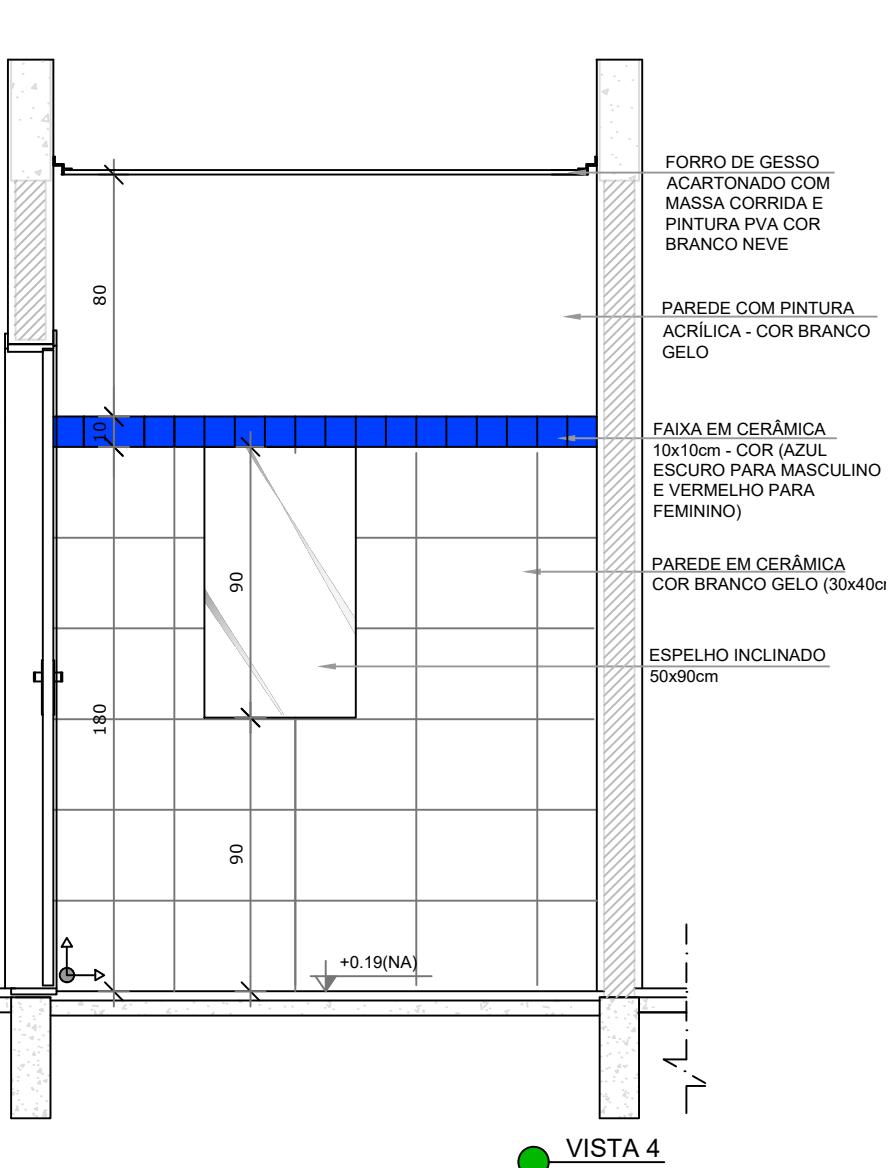 FORRO DE GESSO
ACARTONADO COM
MASSA CORRIDA E
PINTURA PVA COR
BRANCO NEVE
80
PAREDE COM PINTURA
ACRÍLICA - COR BRANCO
GELO
10
FAIXA EM CERÂMICA
10x10cm - COR (AZUL
ESCURO PARA MASCULINO
E VERMELHO PARA
FEMININO)
90
PAREDE EM CERÂMICA
COR BRANCO GELO (30x40c
ESPELHO INCLINADO
50x90cm
180
90
+0.19(NA)
VISTA 4